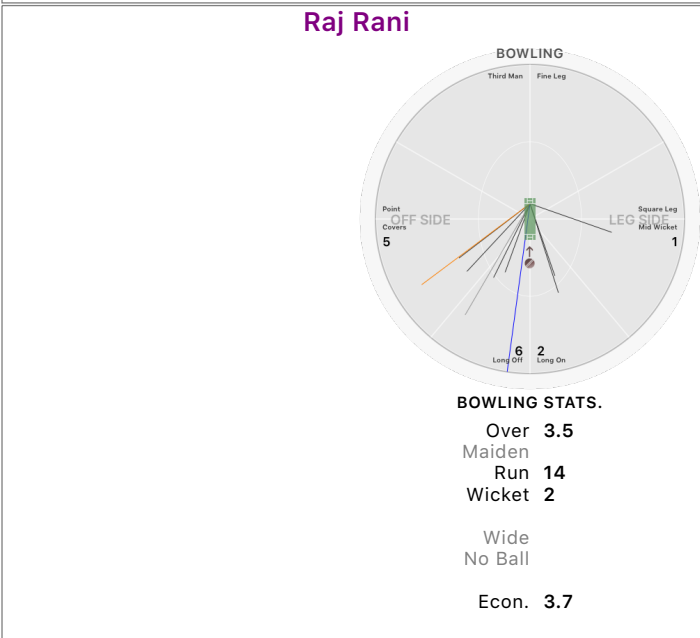 Raj Rani
BOWLING
Third Man Fine Leg
Point Square Leg
OFF SIDE LEG SIDE
Covers Mid Wicket
5 1
6 2
Long Off Long On
BOWLING STATS.
Over 3.5
Maiden
Run 14
Wicket 2
Wide
No Ball
Econ. 3.7